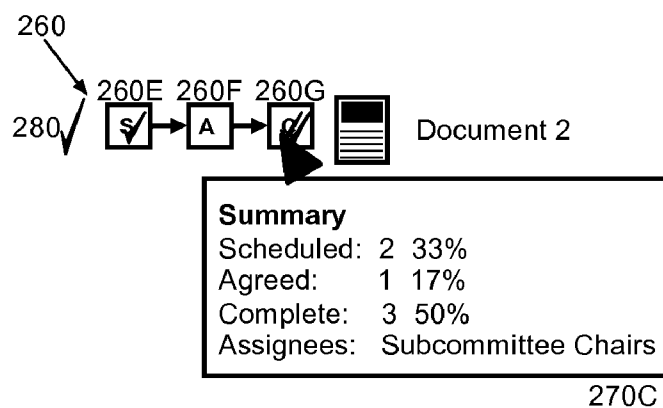 260
260E 260F 260G
280 S A C Document 2
Summary
Scheduled: 2 33%
Agreed: 1 17%
Complete: 3 50%
Assignees: Subcommittee Chairs
270C